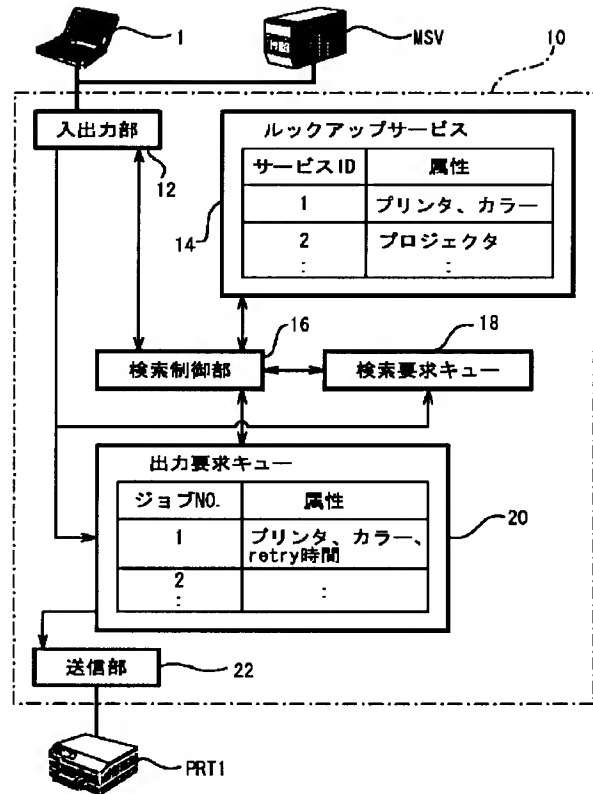 1
MSV
10
入出力部
12
ルックアップサービス
サービスID 属性
1 プリンタ、カラー
2 プロジェクタ
: :
14
16
検索制御部
18
検索要求キュー
出力要求キュー
ジョブNO. 属性
1 プリンタ、カラー、
retry時間
2
: :
20
送信部
22
PRT1